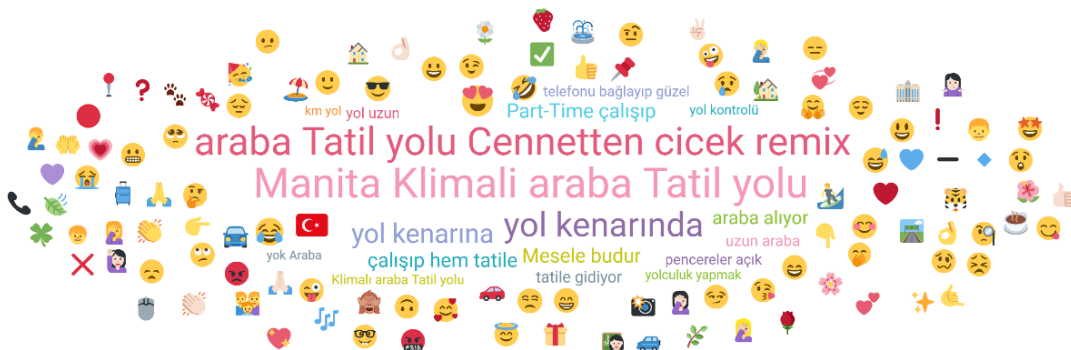 telefonu bağlayıp güzel
km yol yol uzun Part-Time çalışıp yol kontrolü
araba Tatil yolu Cennetten cicek remix
Manita Klimali araba Tatil yolu
yol kenarına yol kenarında araba alıyor
uzun araba
yok Araba çalışıp hem tatile Mesele budur pencereler açık
Klimali araba Tatil yolu tatile gidiyor yolculuk yapmak